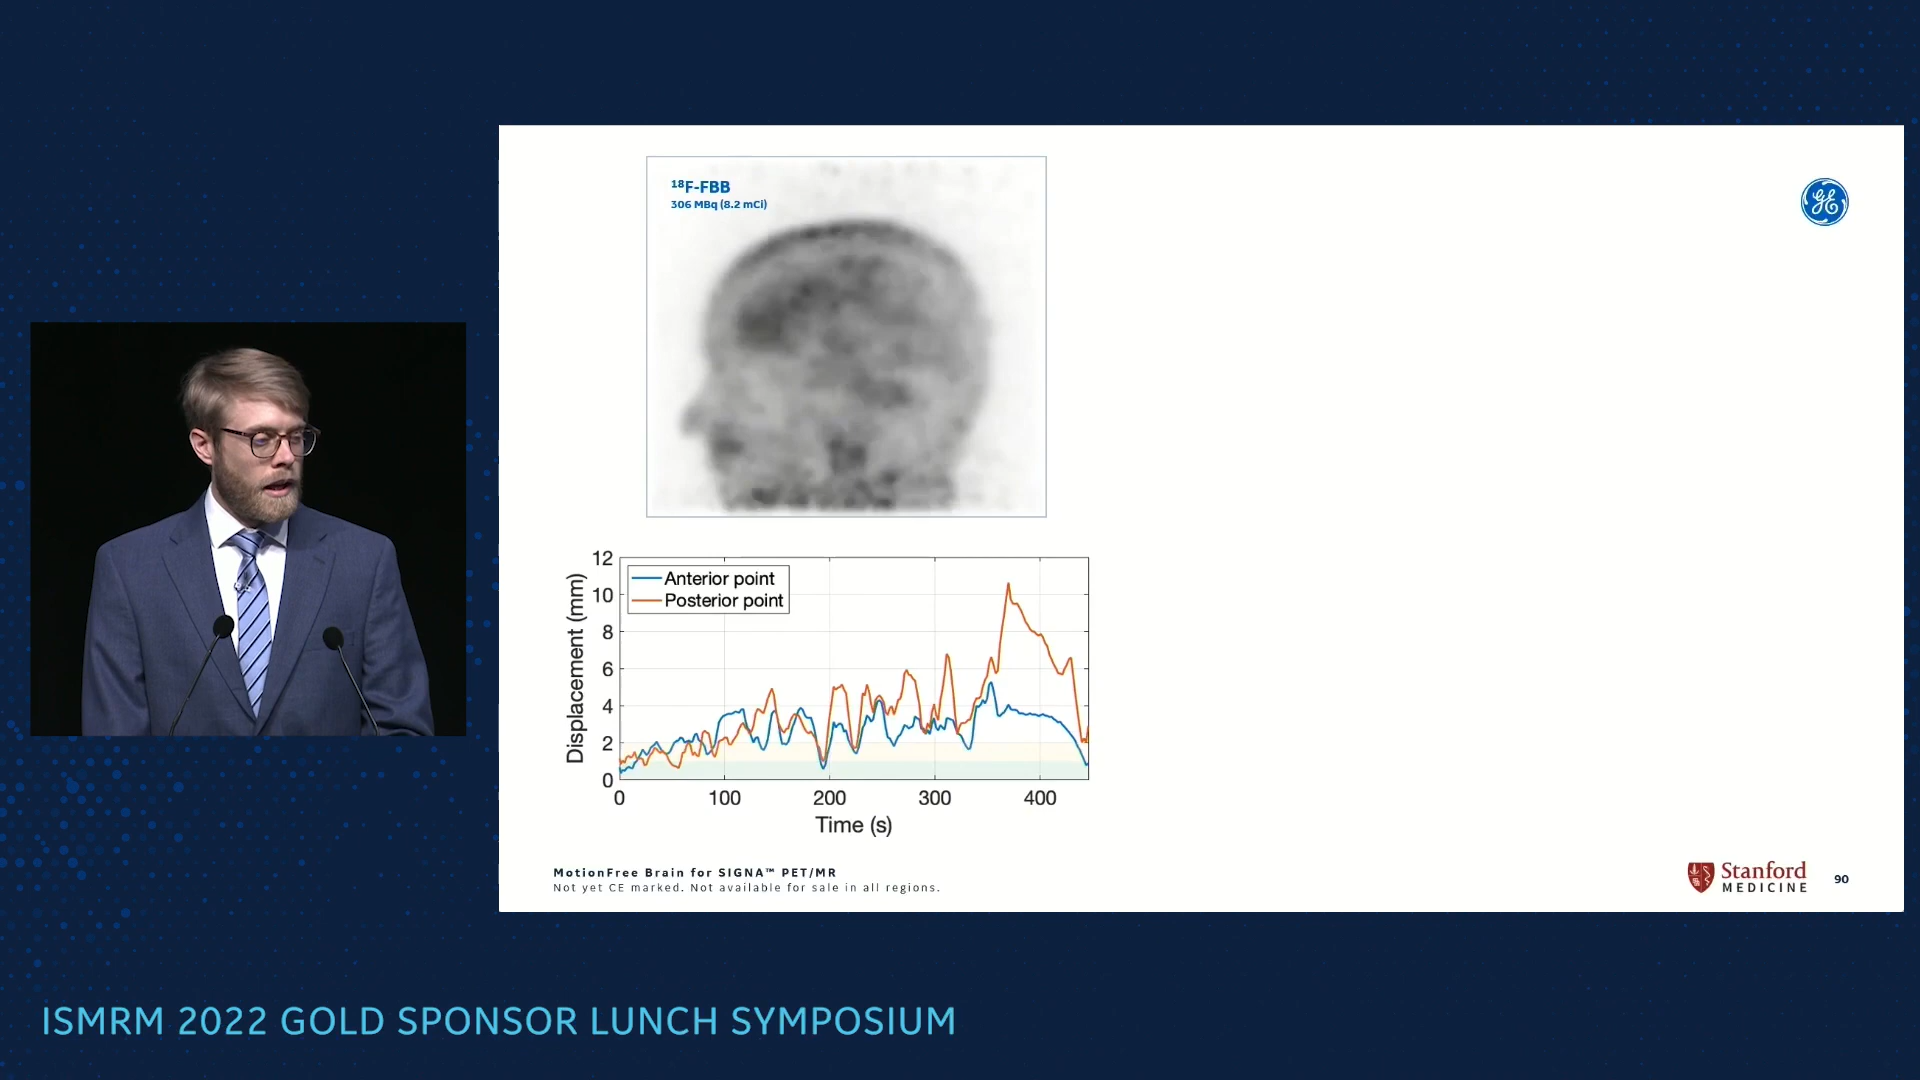 ¹⁸F-FBB
306 MBq (8.2 mCi)
GE
12
10
8
6
4
2
0
Displacement (mm)
Anterior point
Posterior point
0 100 200 300 400
Time (s)
MotionFree Brain for SIGNA™ PET/MR
Not yet CE marked. Not available for sale in all regions.
Stanford
MEDICINE
90
ISMRM 2022 GOLD SPONSOR LUNCH SYMPOSIUM